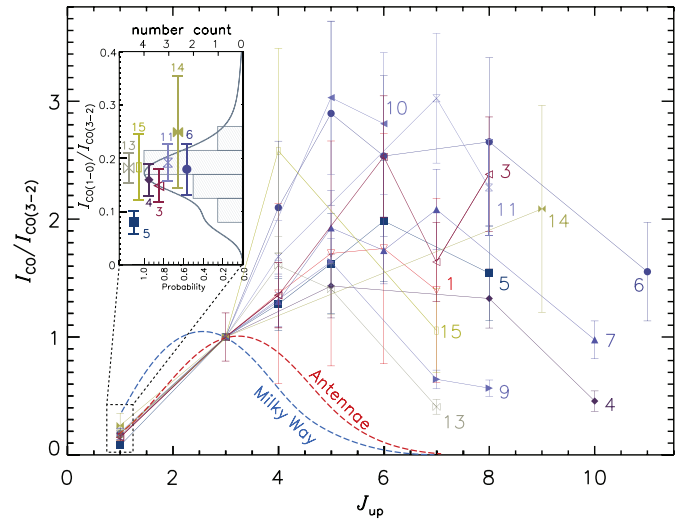 number count
4 3 2 1 0
0.4
0.3
0.2
0.1
0
I_CO(1−0)/I_CO(3−2)
14
15
13
11
6
4
3
5
1.0 0.8 0.6 0.4 0.2 0.0
Probability
3
2
1
0
I_CO/I_CO(3−2)
10
3
11
14
5
1
6
15
7
9
4
13
Antennae
Milky Way
0 2 4 6 8 10
J_up